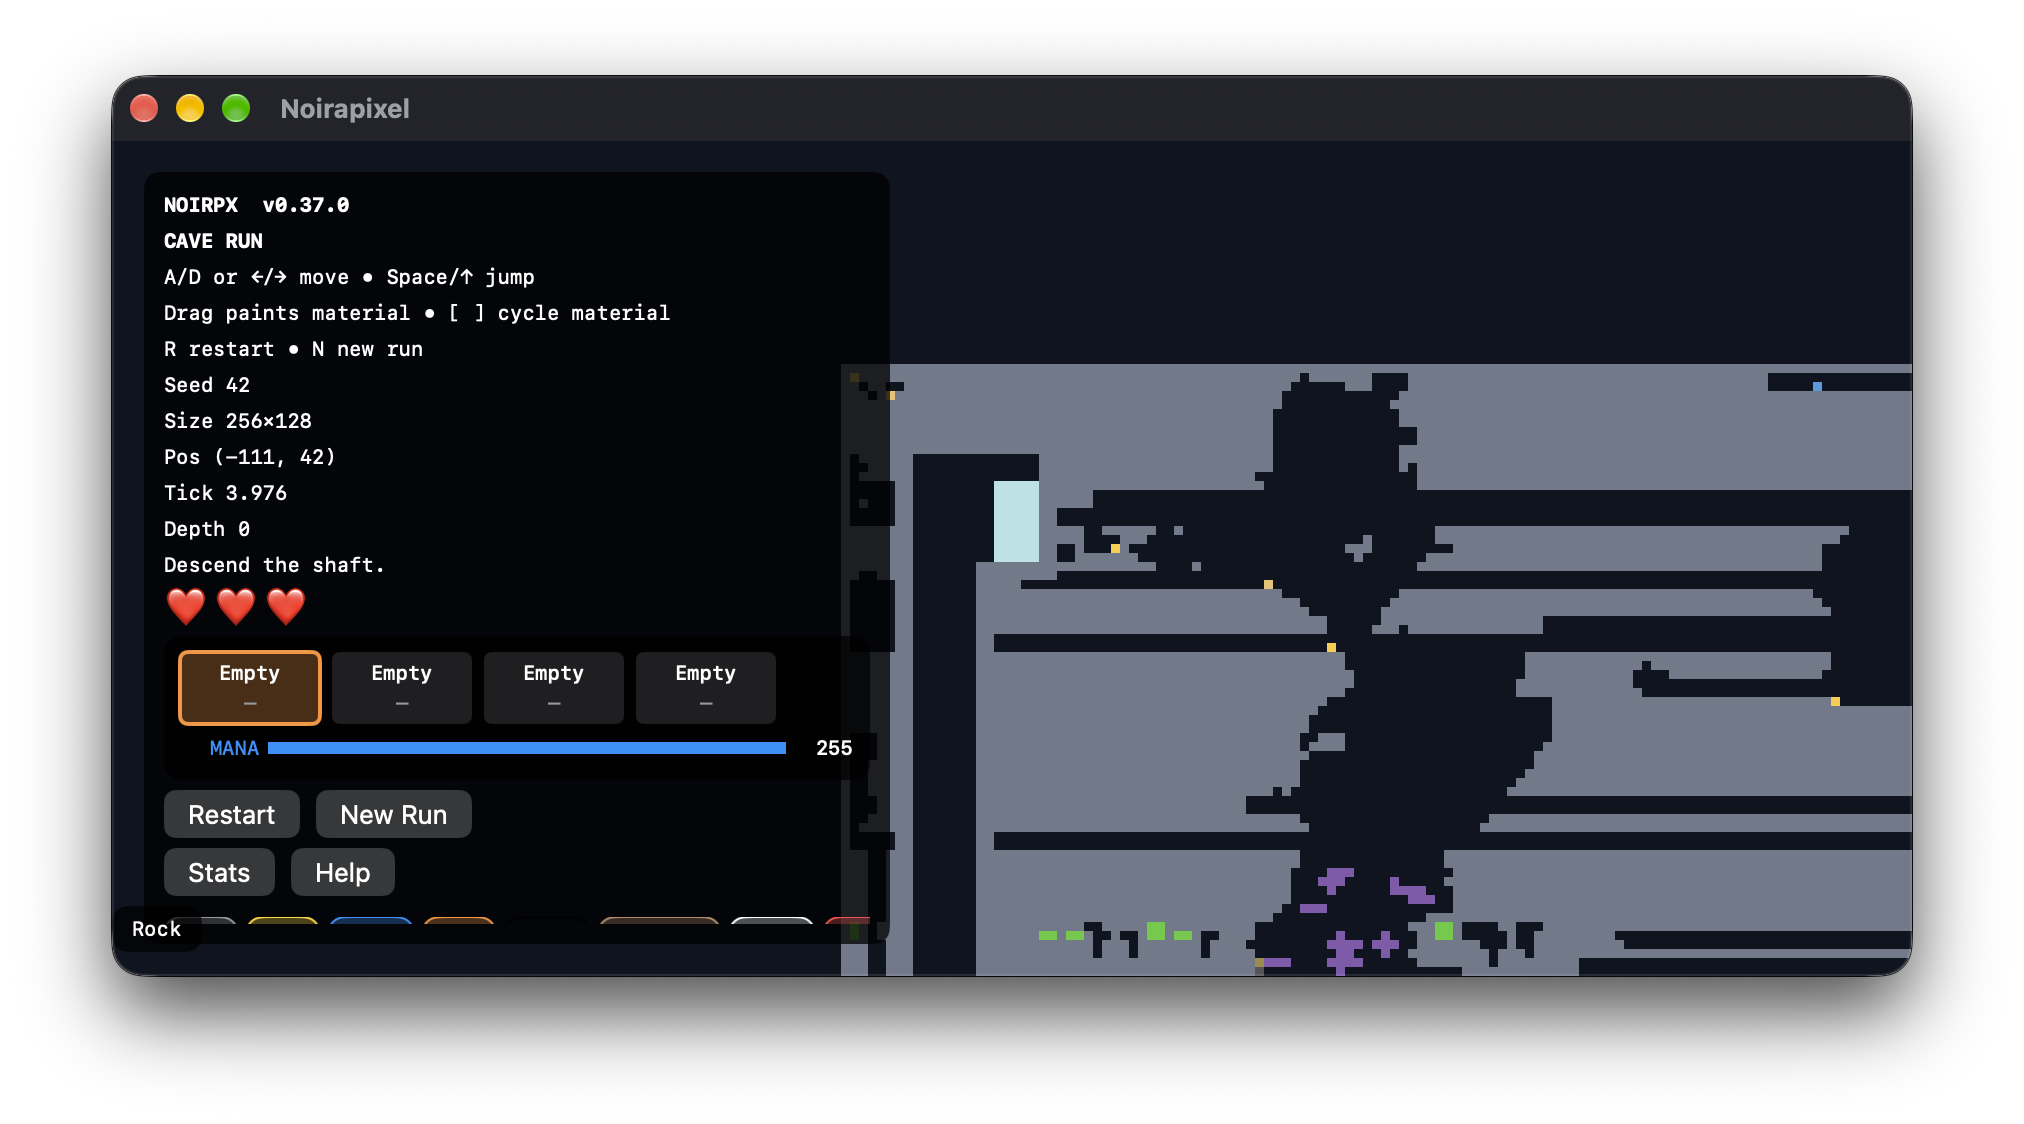 Noirapixel
NOIRPX v0.37.0
CAVE RUN
A/D or ←/→ move • Space/↑ jump
Drag paints material • [ ] cycle material
R restart • N new run
Seed 42
Size 256×128
Pos (−111, 42)
Tick 3.976
Depth 0
Descend the shaft.
Empty Empty Empty Empty
— — — —
MANA 255
Restart New Run
Stats Help
Rock